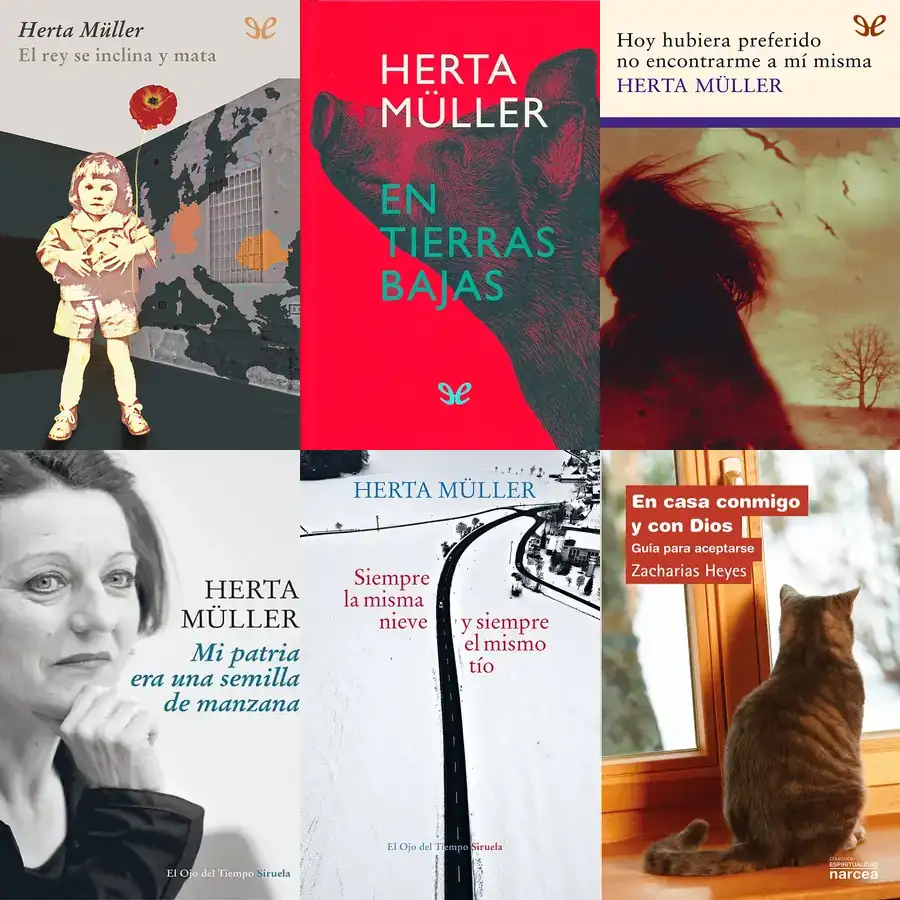 Herta Müller
El rey se inclina y mata
HERTA
MÜLLER
EN
TIERRAS
BAJAS
Hoy hubiera preferido
no encontrarme a mí misma
HERTA MÜLLER
HERTA
MÜLLER
Mi patria
era una semilla
de manzana
El Ojo del Tiempo Siruela
HERTA MÜLLER
Siempre
la misma
nieve
y siempre
el mismo
tío
El Ojo del Tiempo Siruela
En casa conmigo
y con Dios
Guía para aceptarse
Zacharias Heyes
COLECCIÓN
ESPIRITUALIDAD
narcea